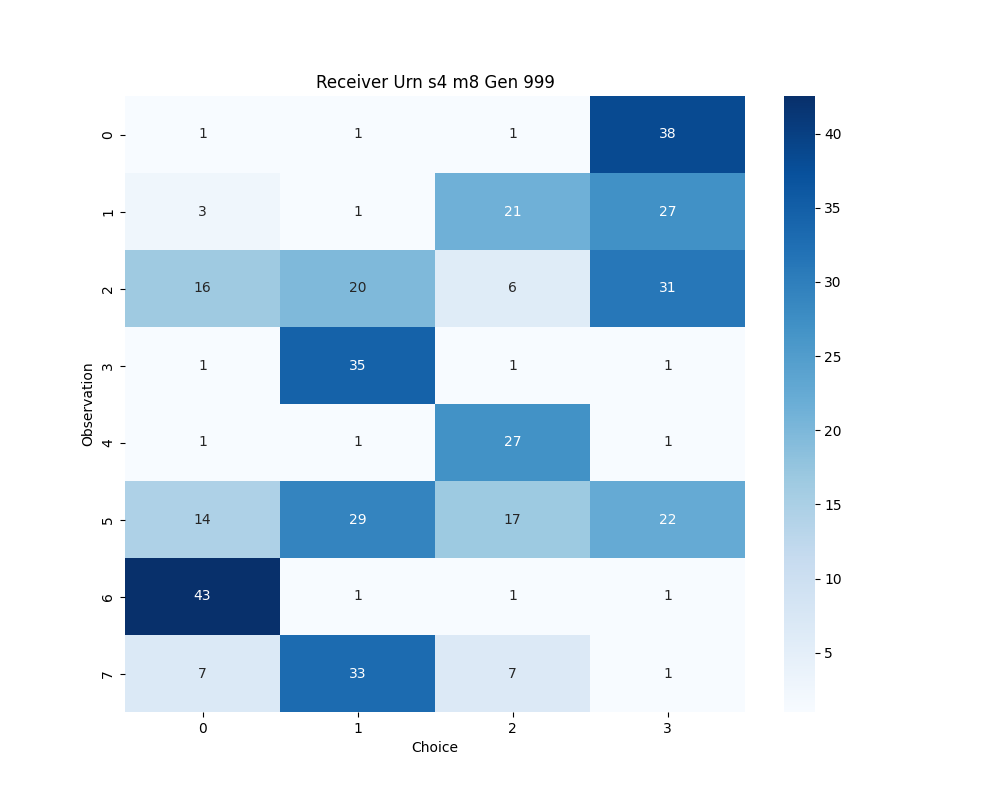 Receiver Urn s4 m8 Gen 999
0 1 1 1 38
1 3 1 21 27
2 16 20 6 31
3 1 35 1 1
4 1 1 27 1
5 14 29 17 22
6 43 1 1 1
7 7 33 7 1
0 1 2 3
Choice
Observation
40
35
30
25
20
15
10
5